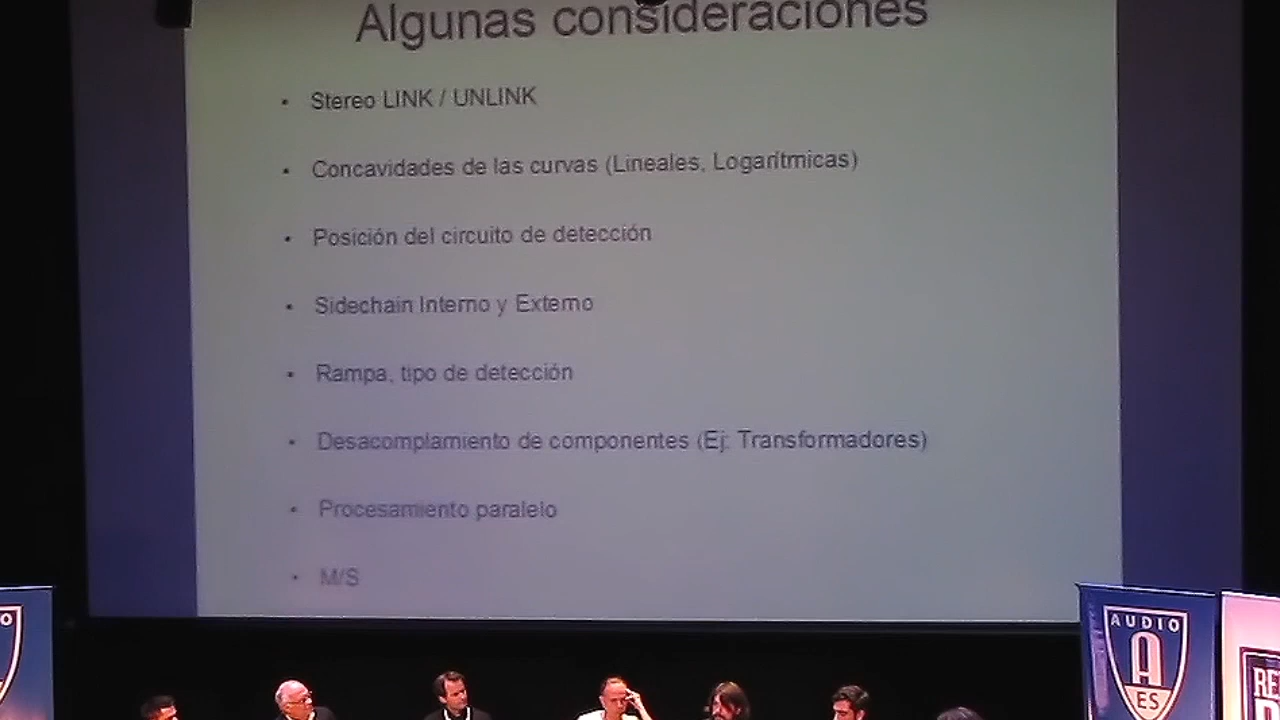 Algunas consideraciones
• Stereo LINK / UNLINK
• Concavidades de las curvas (Lineales, Logarítmicas)
• Posición del circuito de detección
• Sidechain Interno y Externo
• Rampa, tipo de detección
• Desacomplamiento de componentes (Ej: Transformadores)
• Procesamiento paralelo
• M/S
AUDIO
A
ES